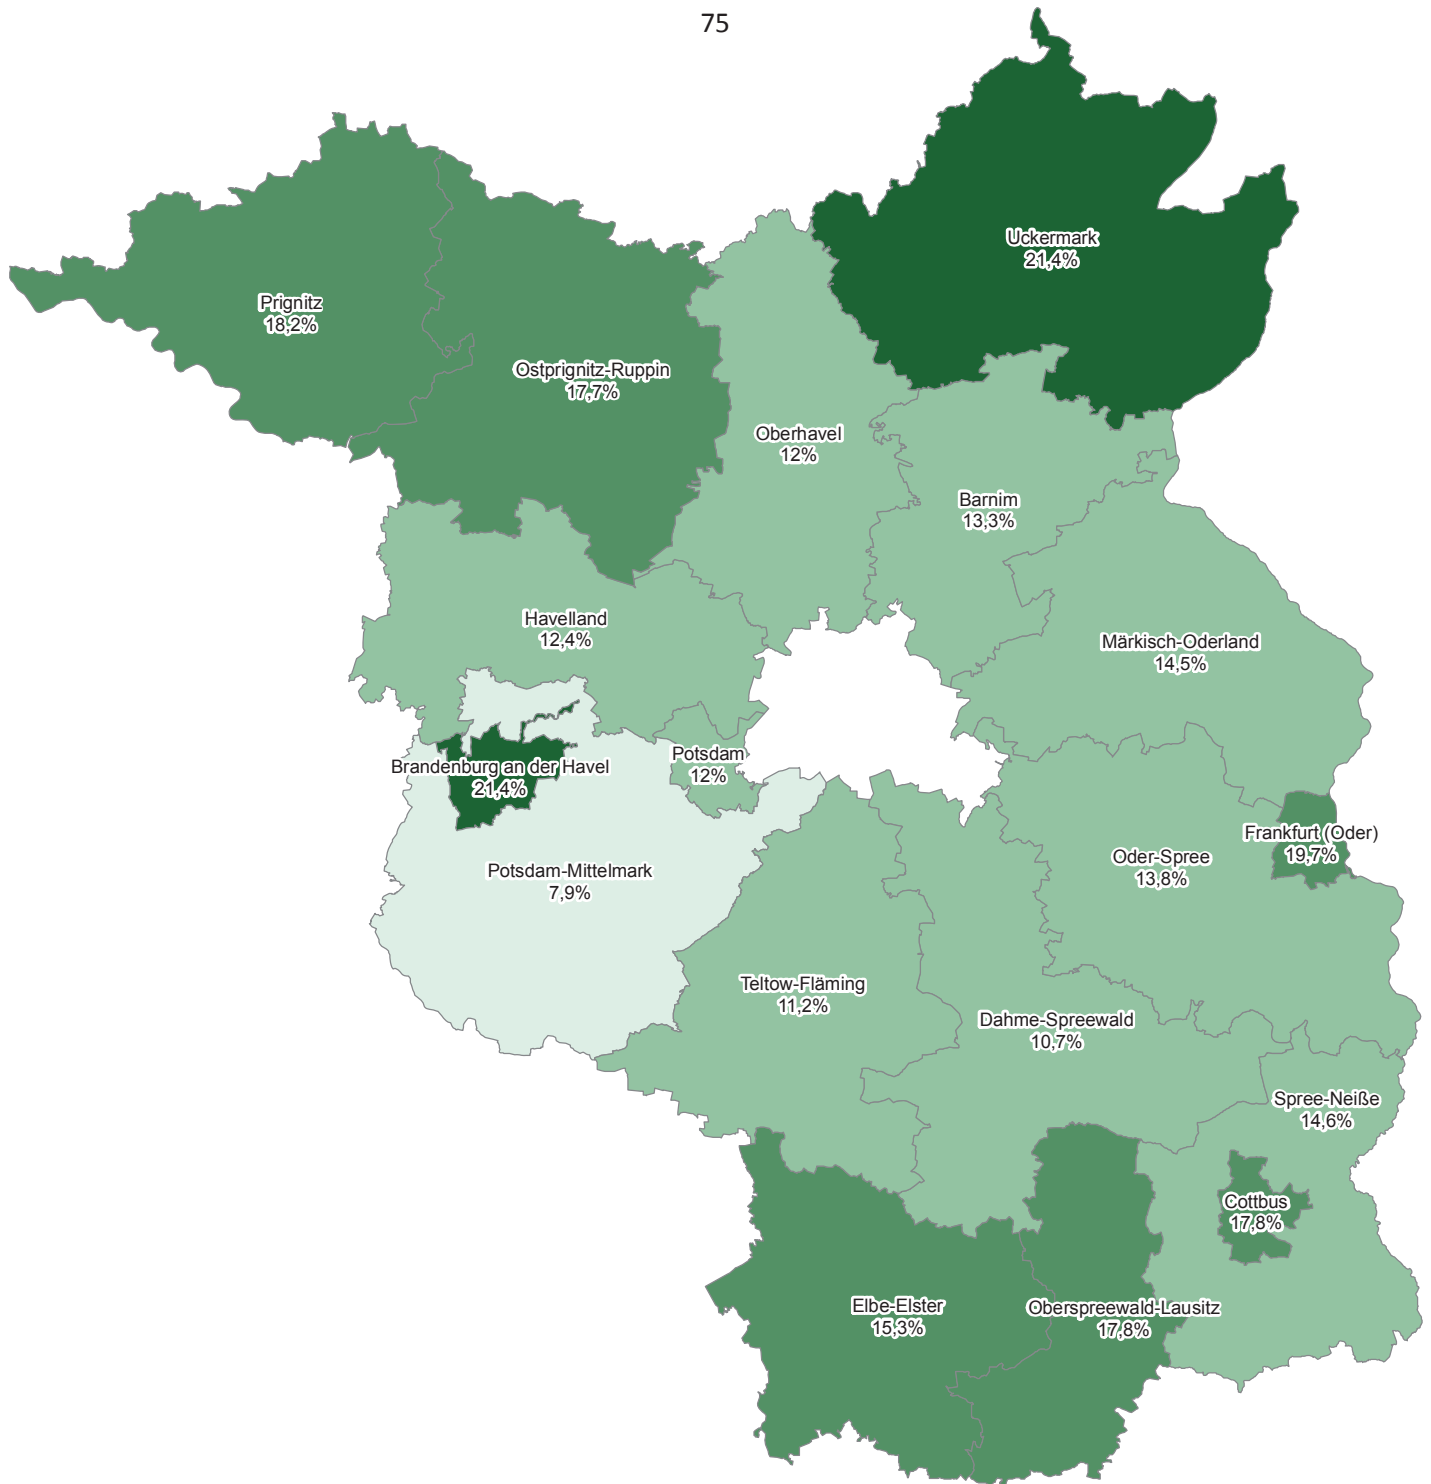 75
Uckermark
21,4%
Prignitz
18,2%
Ostprignitz-Ruppin
17,7%
Oberhavel
12%
Barnim
13,3%
Havelland
12,4%
Märkisch-Oderland
14,5%
Potsdam
12%
Brandenburg an der Havel
21,4%
Frankfurt (Oder)
19,7%
Oder-Spree
13,8%
Potsdam-Mittelmark
7,9%
Teltow-Fläming
11,2%
Dahme-Spreewald
10,7%
Spree-Neiße
14,6%
Cottbus
17,8%
Elbe-Elster
15,3%
Oberspreewald-Lausitz
17,8%